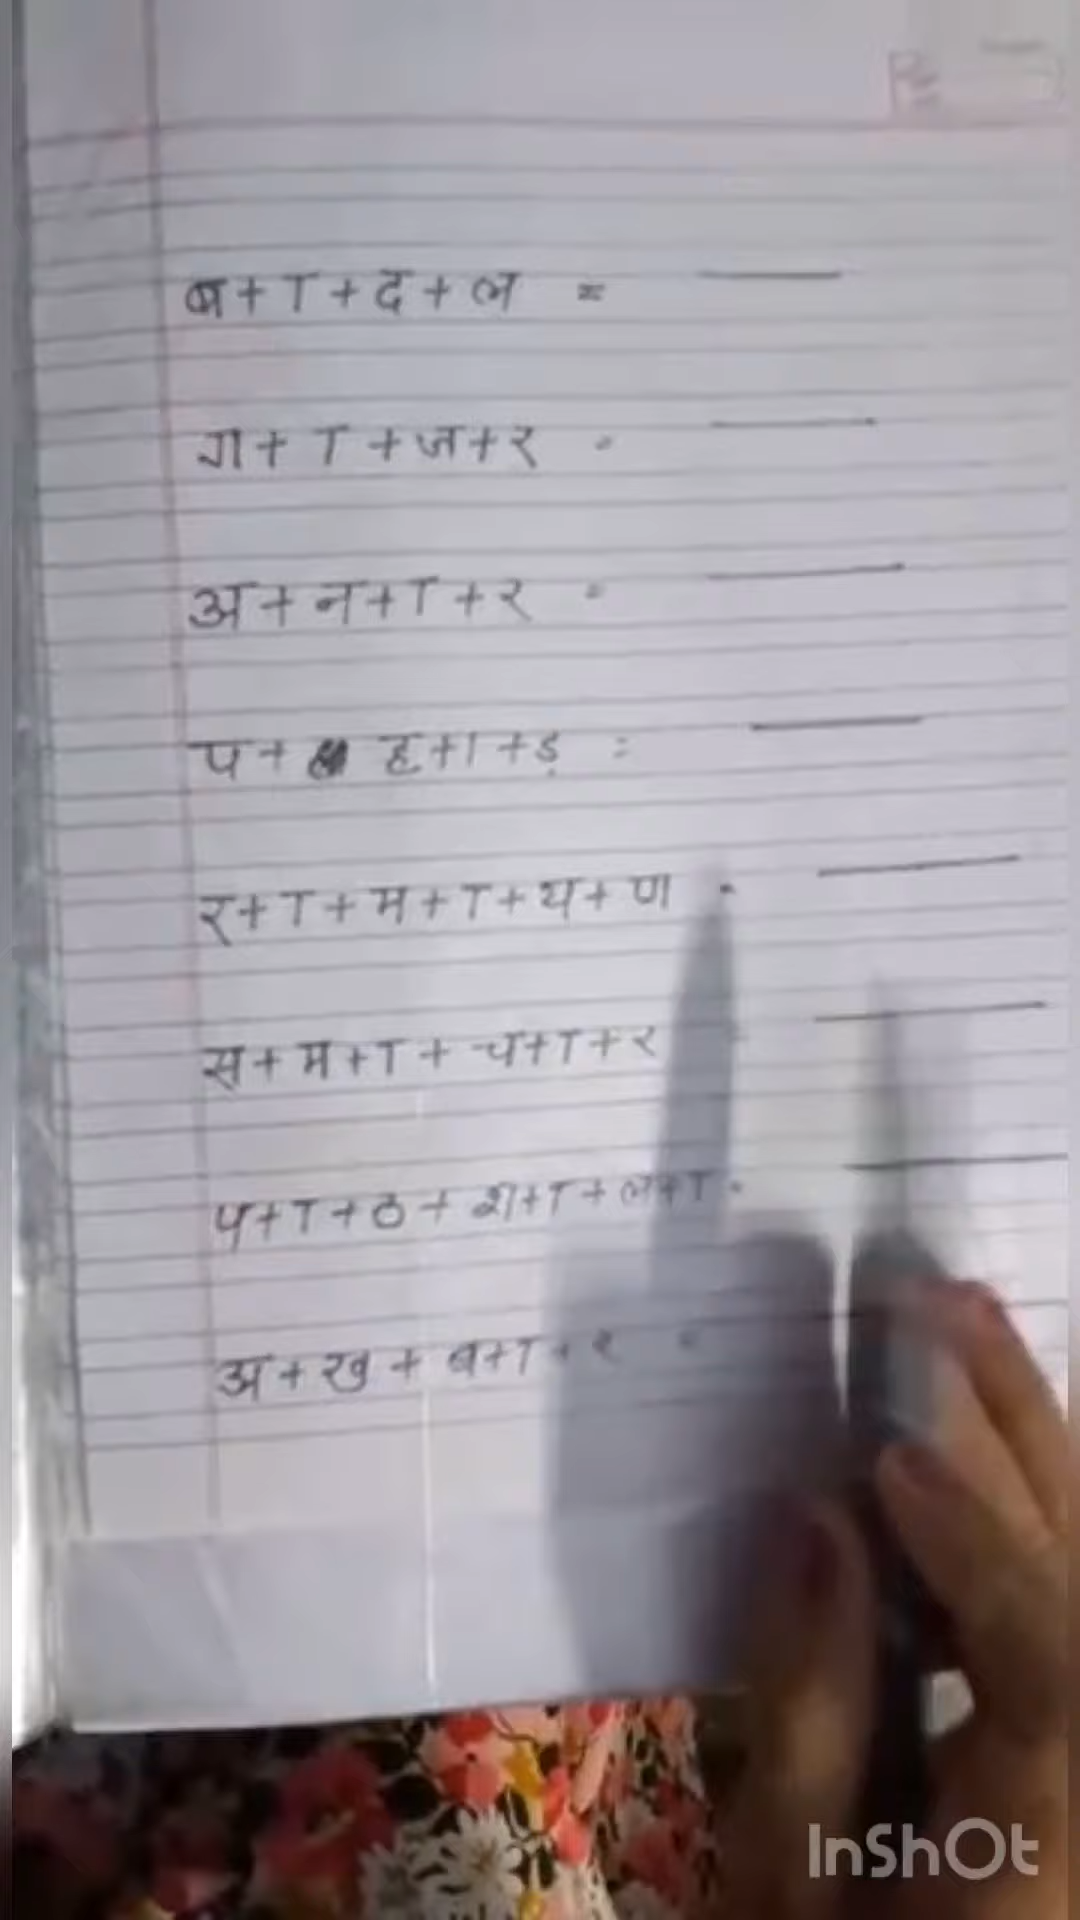 ब+ा+द+ल =
ग+ा+ज+र =
अ+न+ा+र =
प+ ह+ा+ड़ =
र+ा+म+ा+य+ण =
स+म+ा+च+ा+र
प+ा+ठ+श+ा+ल+ा =
अ+ख+ब+ा+र =
InShOt